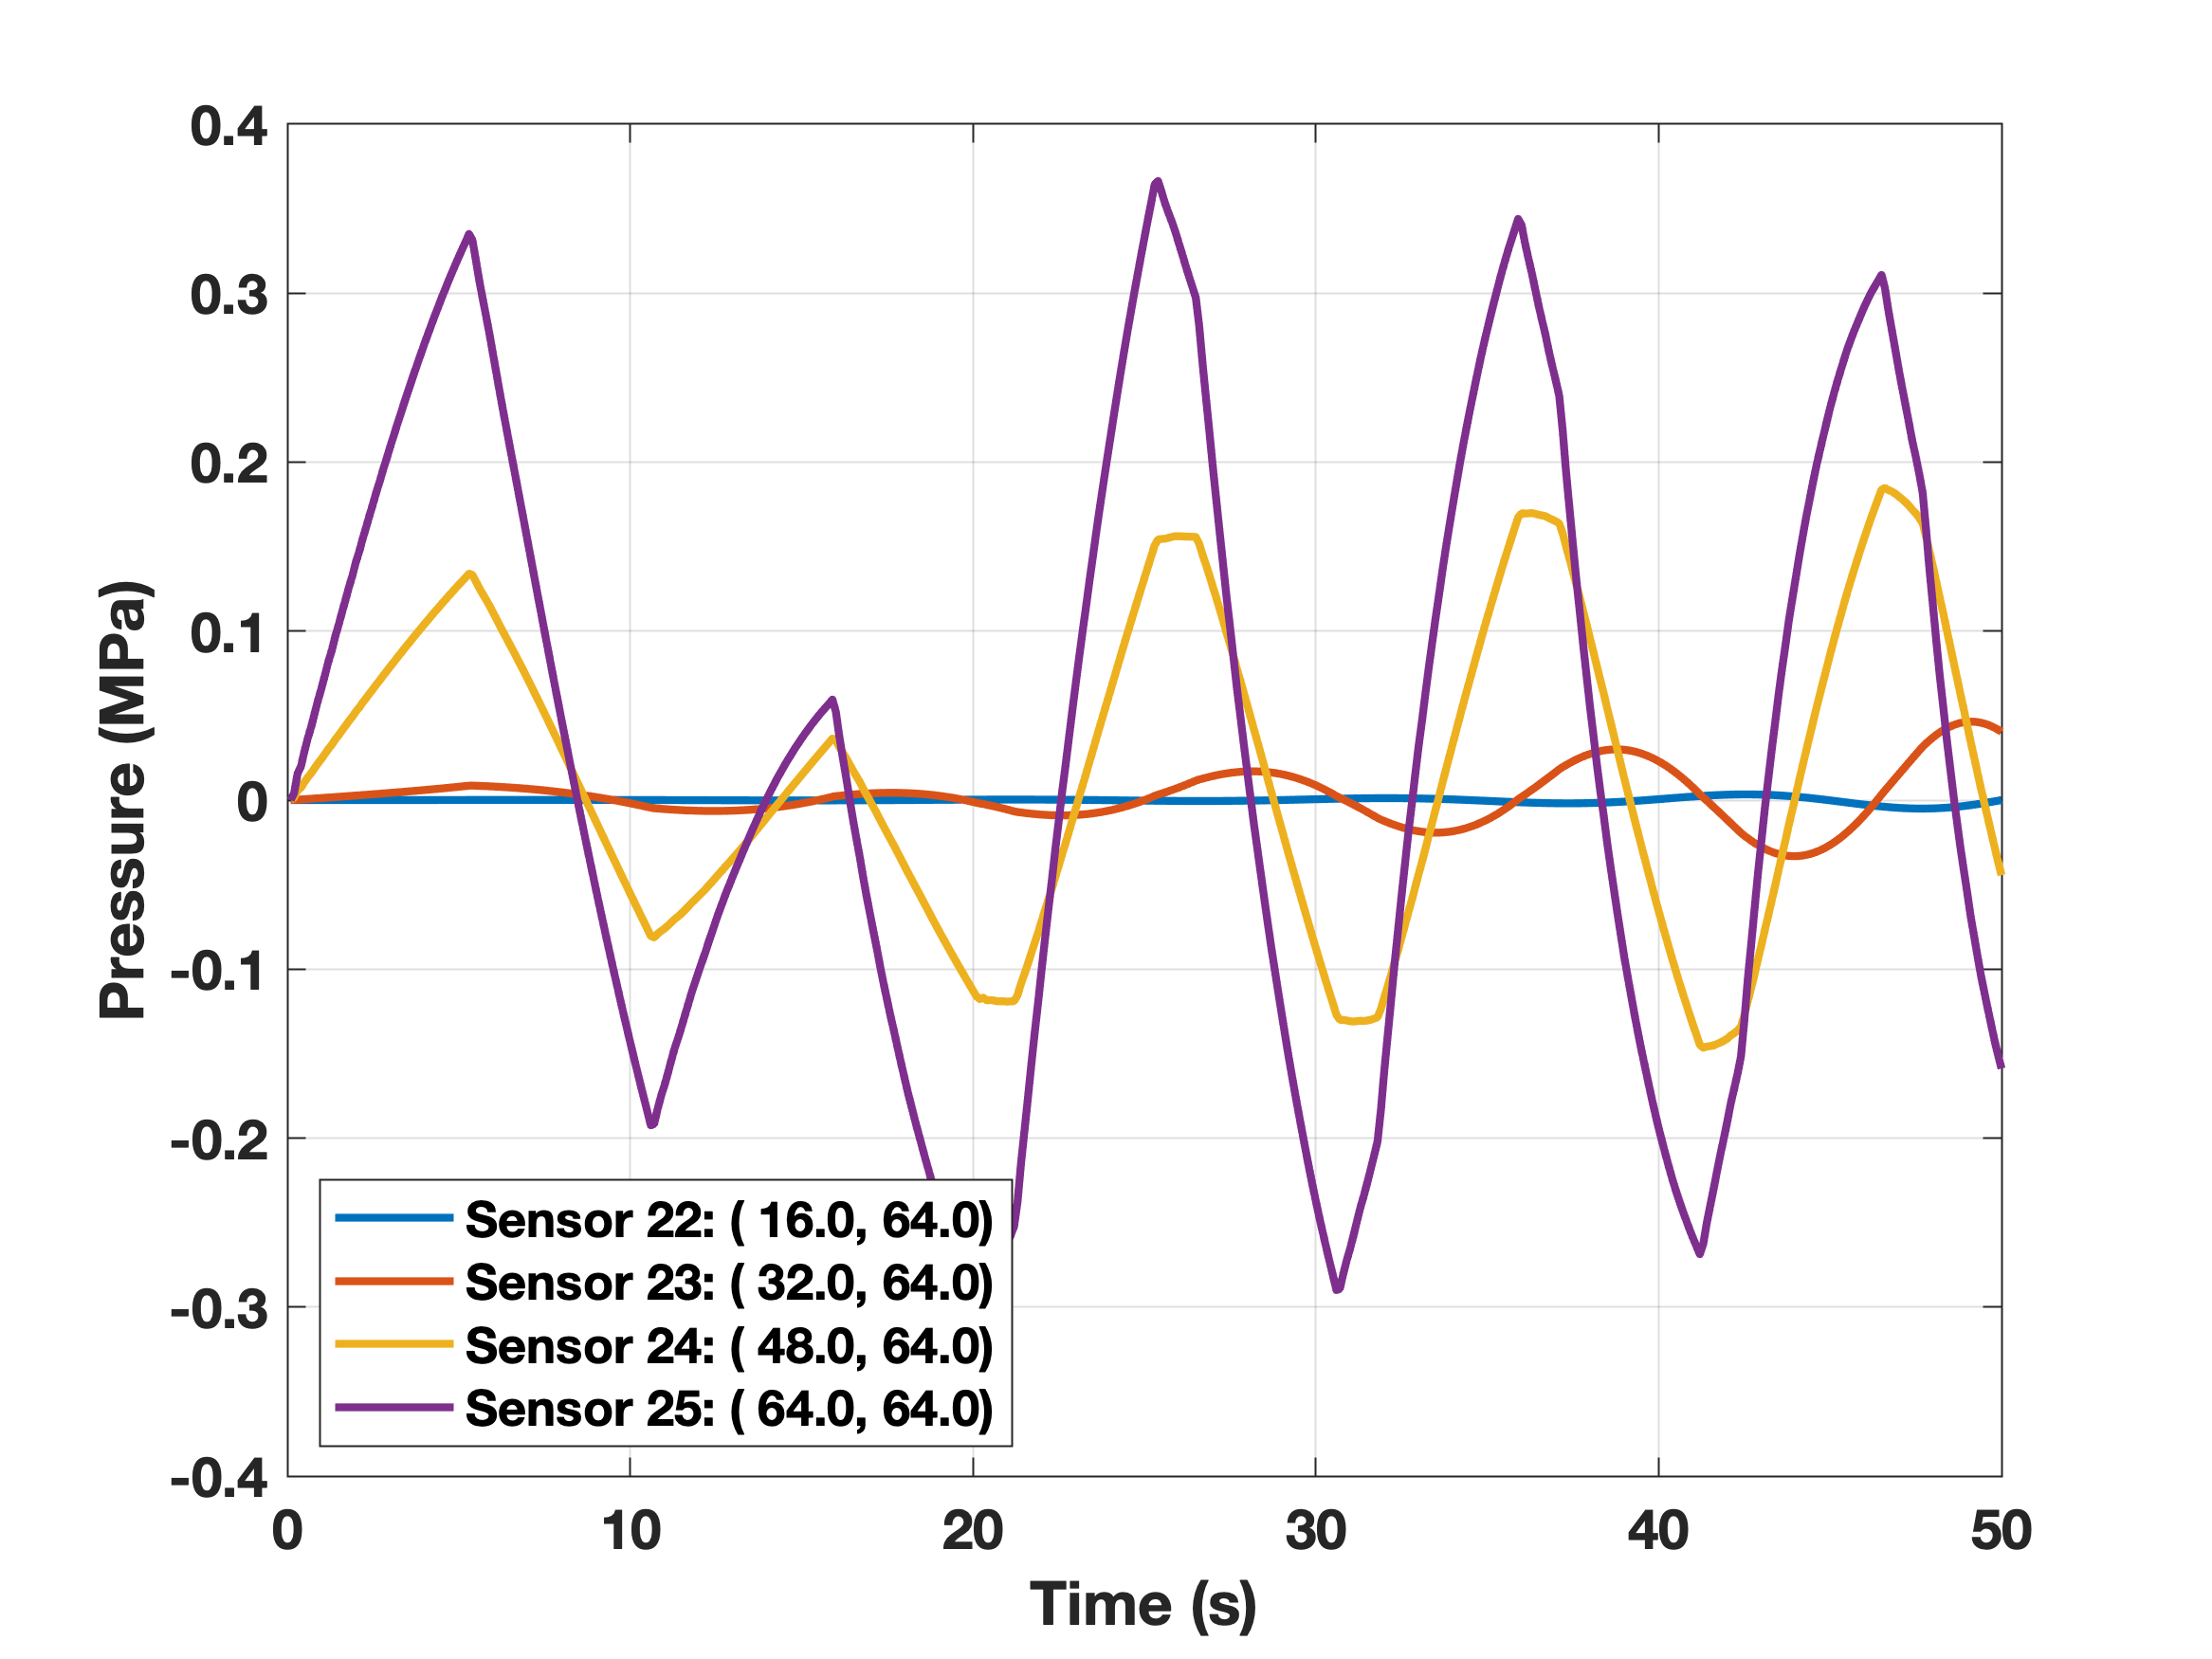 0.4
0.3
0.2
0.1
0
-0.1
-0.2
-0.3
-0.4
Pressure (MPa)
Sensor 22: ( 16.0, 64.0)
Sensor 23: ( 32.0, 64.0)
Sensor 24: ( 48.0, 64.0)
Sensor 25: ( 64.0, 64.0)
0 10 20 30 40 50
Time (s)